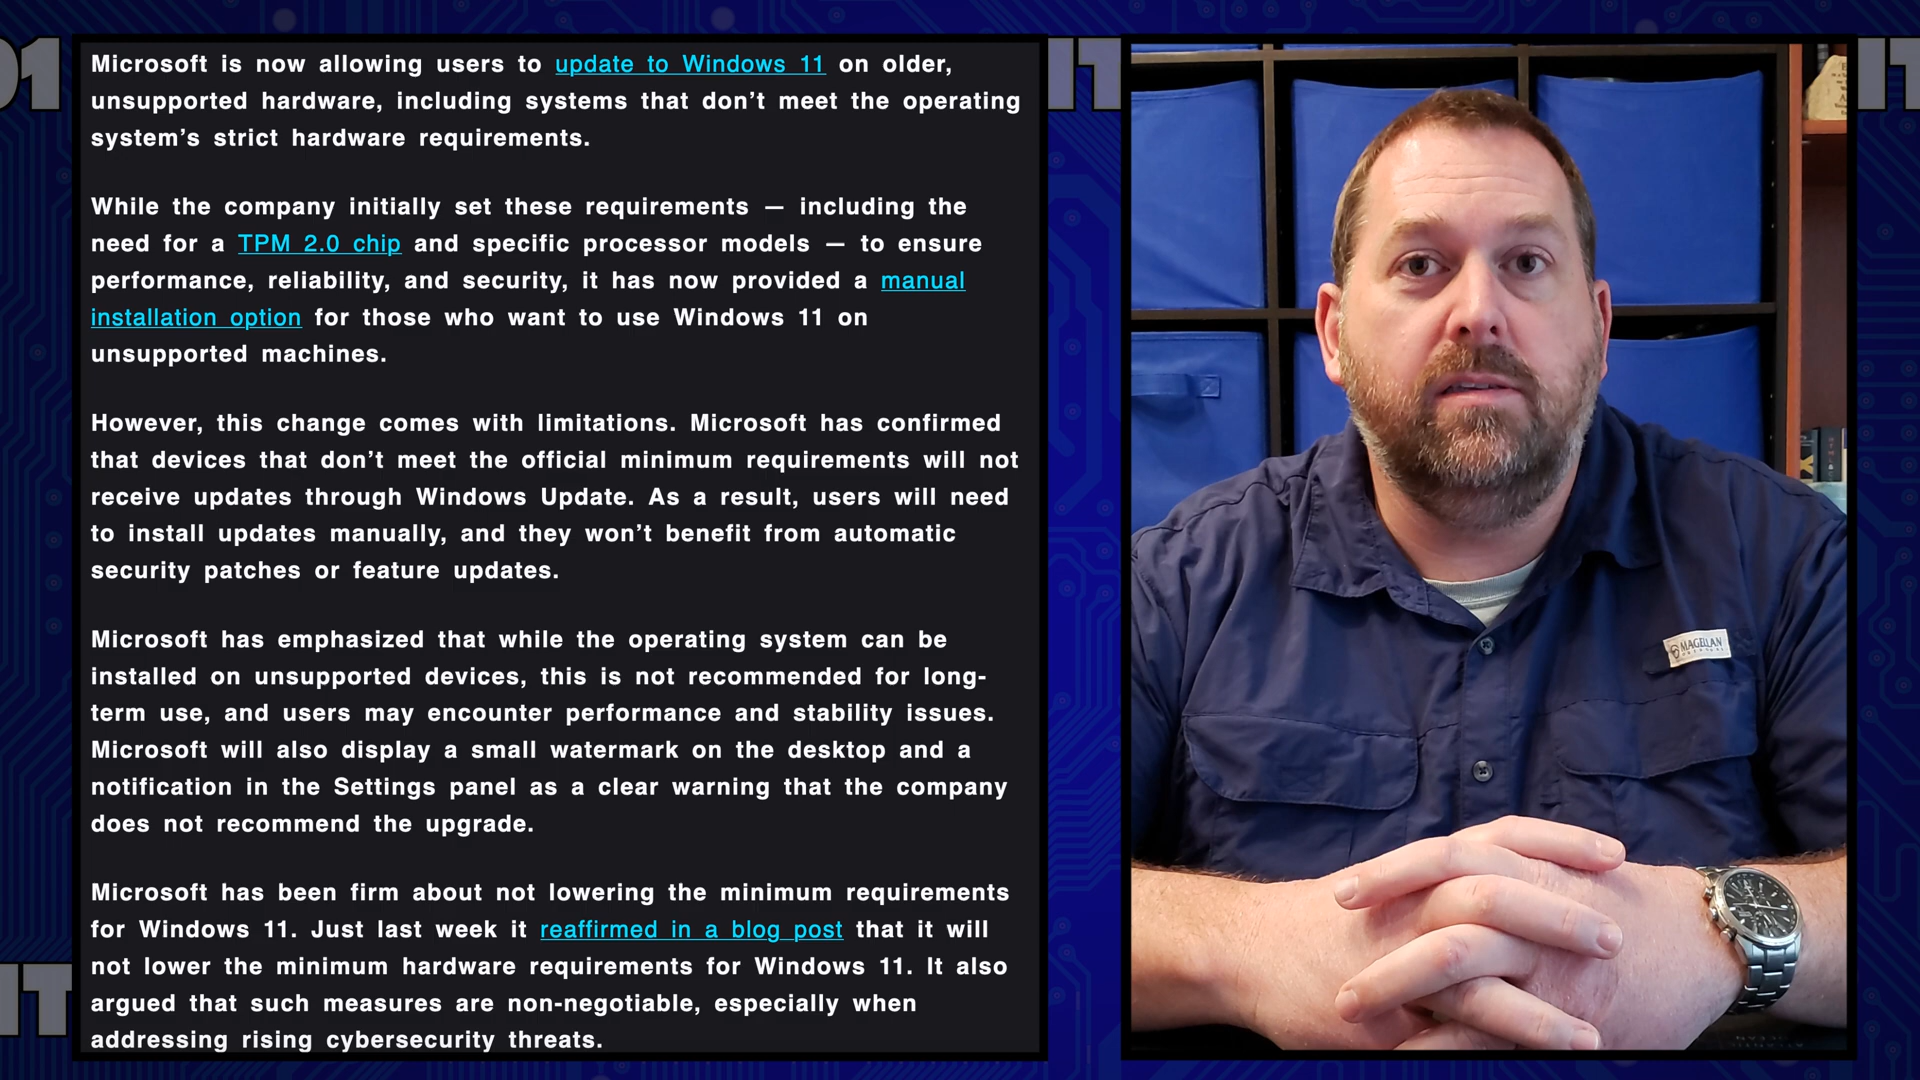 Microsoft is now allowing users to update to Windows 11 on older,
unsupported hardware, including systems that don’t meet the operating
system’s strict hardware requirements.
While the company initially set these requirements — including the
need for a TPM 2.0 chip and specific processor models — to ensure
performance, reliability, and security, it has now provided a manual
installation option for those who want to use Windows 11 on
unsupported machines.
However, this change comes with limitations. Microsoft has confirmed
that devices that don’t meet the official minimum requirements will not
receive updates through Windows Update. As a result, users will need
to install updates manually, and they won’t benefit from automatic
security patches or feature updates.
Microsoft has emphasized that while the operating system can be
installed on unsupported devices, this is not recommended for long-
term use, and users may encounter performance and stability issues.
Microsoft will also display a small watermark on the desktop and a
notification in the Settings panel as a clear warning that the company
does not recommend the upgrade.
Microsoft has been firm about not lowering the minimum requirements
for Windows 11. Just last week it reaffirmed in a blog post that it will
not lower the minimum hardware requirements for Windows 11. It also
argued that such measures are non-negotiable, especially when
addressing rising cybersecurity threats.
01
IT
IT
IT
MAGELLAN